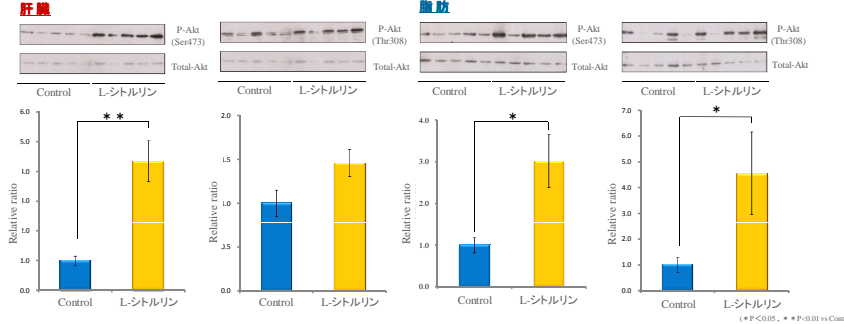 肝臓
脂肪
P-Akt
(Ser473)
Total-Akt
Control L-シトルリン
P-Akt
(Thr308)
Total-Akt
Control L-シトルリン
P-Akt
(Ser473)
Total-Akt
Control L-シトルリン
P-Akt
(Thr308)
Total-Akt
Control L-シトルリン
Relative ratio
6.0
5.0
4.0
3.0
2.0
1.0
0.0
**
Control L-シトルリン
Relative ratio
2.0
1.5
1.0
0.5
0.0
Control L-シトルリン
Relative ratio
4.0
3.0
2.0
1.0
0.0
*
Control L-シトルリン
Relative ratio
7.0
6.0
5.0
4.0
3.0
2.0
1.0
0.0
*
Control L-シトルリン
(*P<0.05, **P<0.01 vs Cont